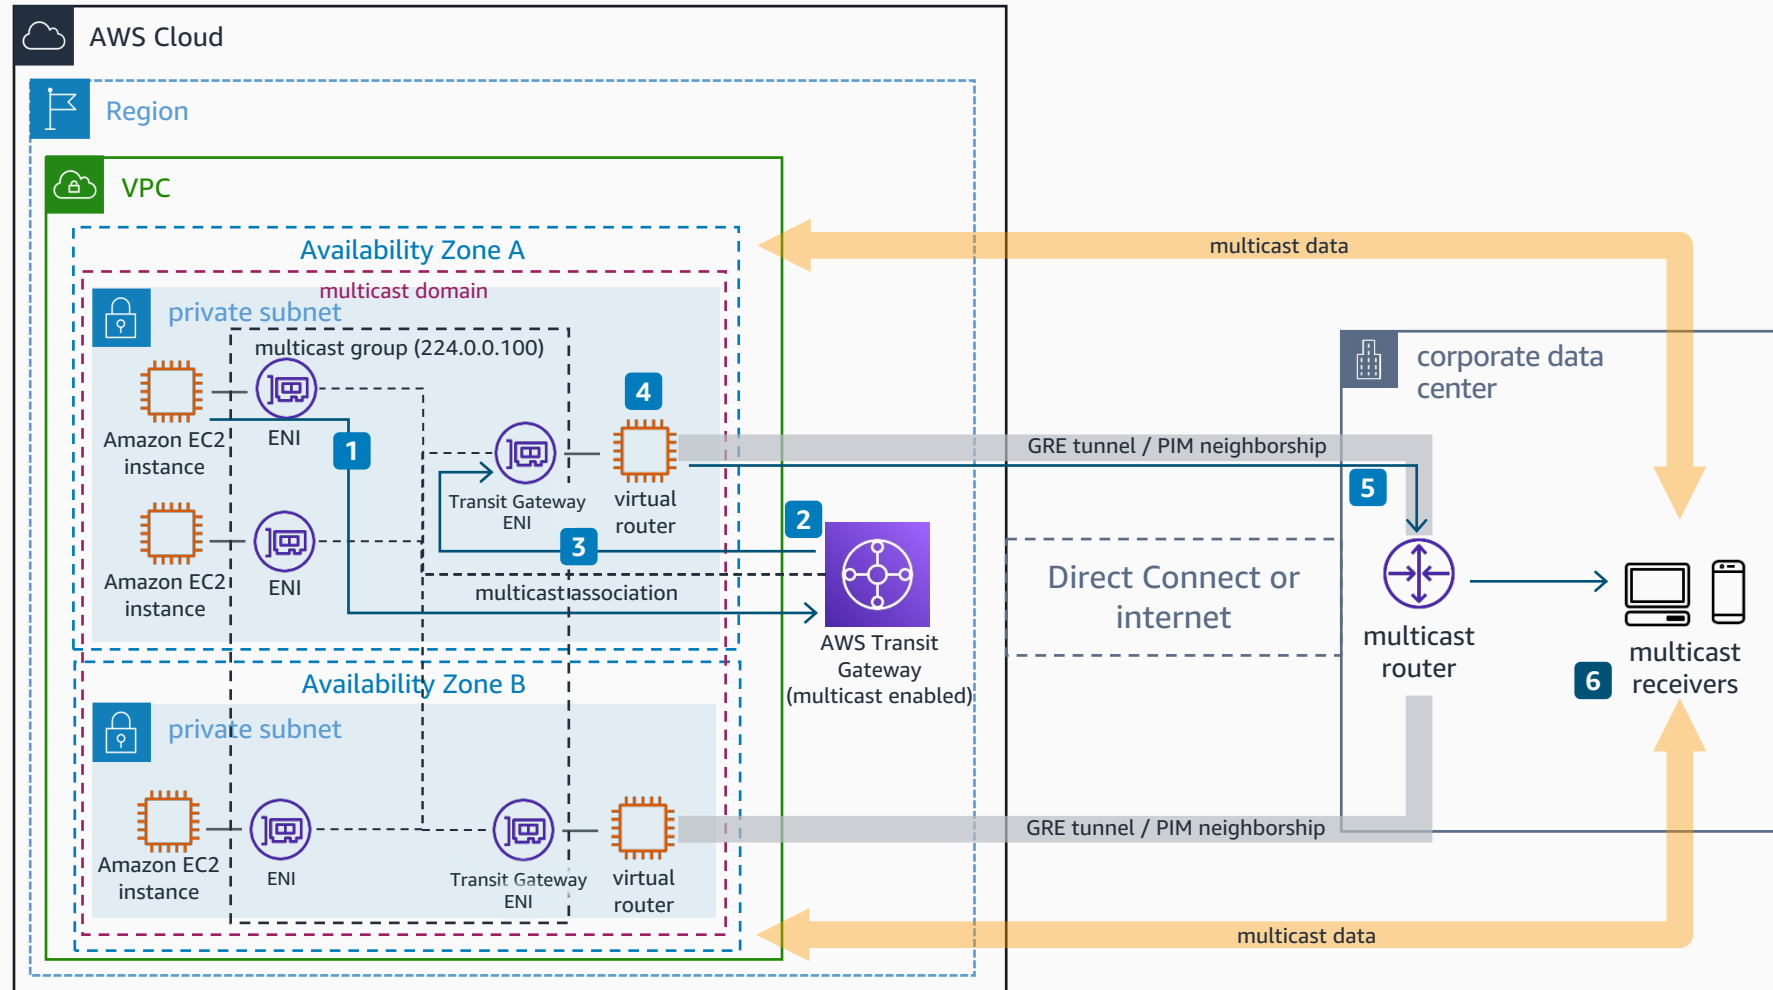 AWS Cloud
Region
VPC
Availability Zone A
multicast data
multicast domain
private subnet
multicast group (224.0.0.100)
corporate data
center
4
Amazon EC2
instance
ENI
1
GRE tunnel / PIM neighborship
5
Transit Gateway
ENI
virtual
router
2
3
Amazon EC2
instance
ENI
multicast association
Direct Connect or
internet
AWS Transit
Gateway
(multicast enabled)
multicast
router
6
multicast
receivers
Availability Zone B
private subnet
GRE tunnel / PIM neighborship
Amazon EC2
instance
ENI
Transit Gateway
ENI
virtual
router
multicast data